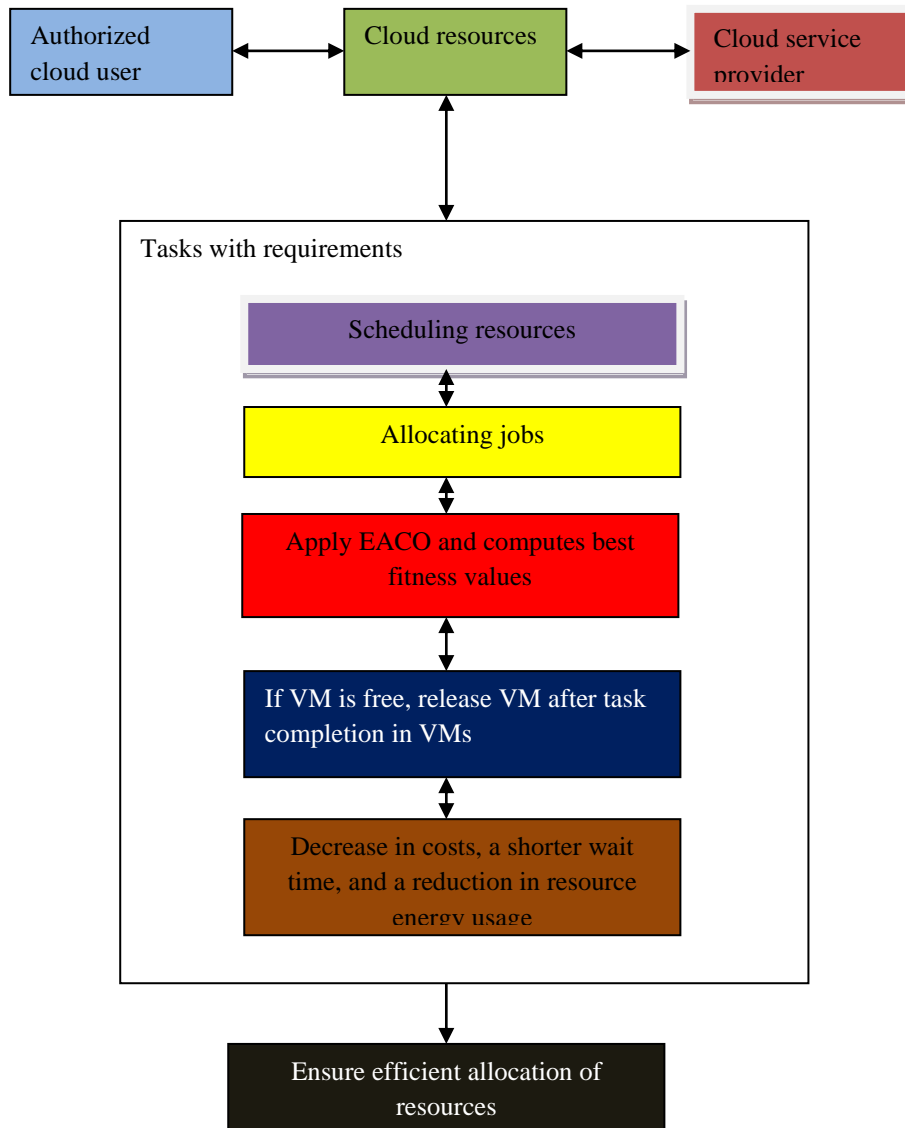 Authorized
cloud user
Cloud resources
Cloud service
provider
Tasks with requirements
Scheduling resources
Allocating jobs
Apply EACO and computes best
fitness values
If VM is free, release VM after task
completion in VMs
Decrease in costs, a shorter wait
time, and a reduction in resource
energy usage
Ensure efficient allocation of
resources